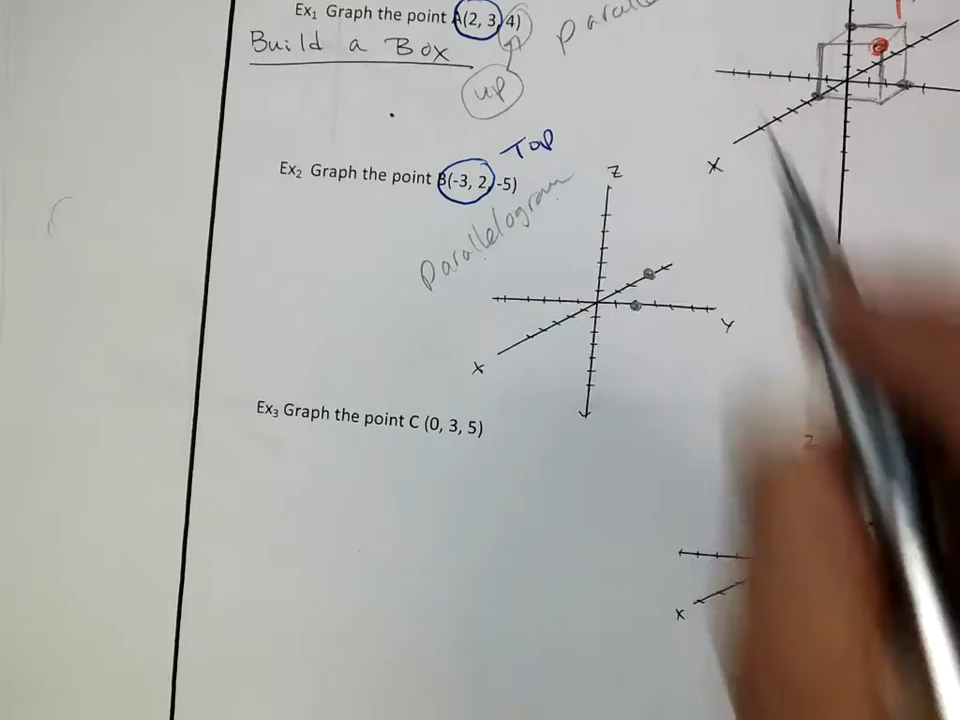 Ex₁ Graph the point A(2, 3, 4)
Build a Box
up
Top
Ex₂ Graph the point B(-3, 2, -5)
Parallelogram
Z
X
Y
X
Ex₃ Graph the point C (0, 3, 5)
Z
X